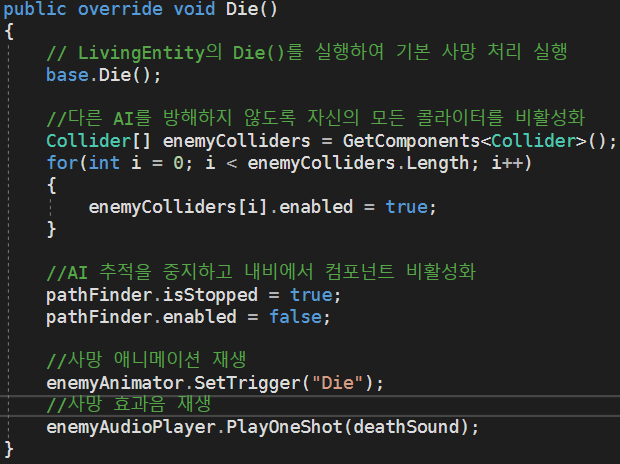 public override void Die()
{
// LivingEntity의 Die()를 실행하여 기본 사망 처리 실행
base.Die();
//다른 AI를 방해하지 않도록 자신의 모든 콜라이터를 비활성화
Collider[] enemyColliders = GetComponents<Collider>();
for(int i = 0; i < enemyColliders.Length; i++)
{
enemyColliders[i].enabled = true;
}
//AI 추적을 중지하고 내비에서 컴포넌트 비활성화
pathFinder.isStopped = true;
pathFinder.enabled = false;
//사망 애니메이션 재생
enemyAnimator.SetTrigger("Die");
//사망 효과음 재생
enemyAudioPlayer.PlayOneShot(deathSound);
}